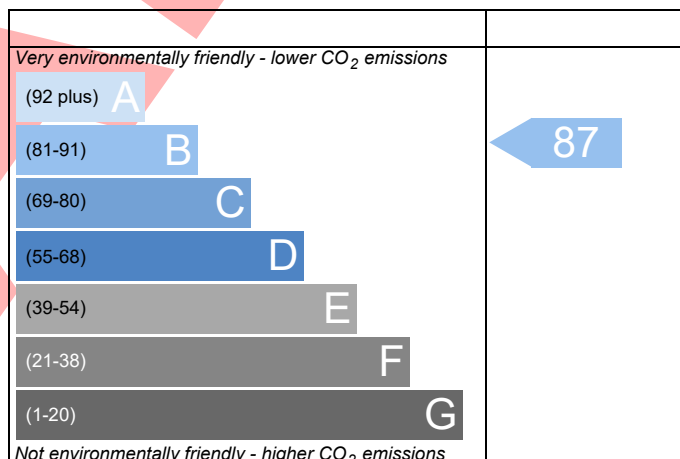 Very environmentally friendly - lower CO2 emissions
(92 plus) A
(81-91) B
87
(69-80) C
(55-68) D
(39-54) E
(21-38) F
(1-20) G
Not environmentally friendly - higher CO2 emissions